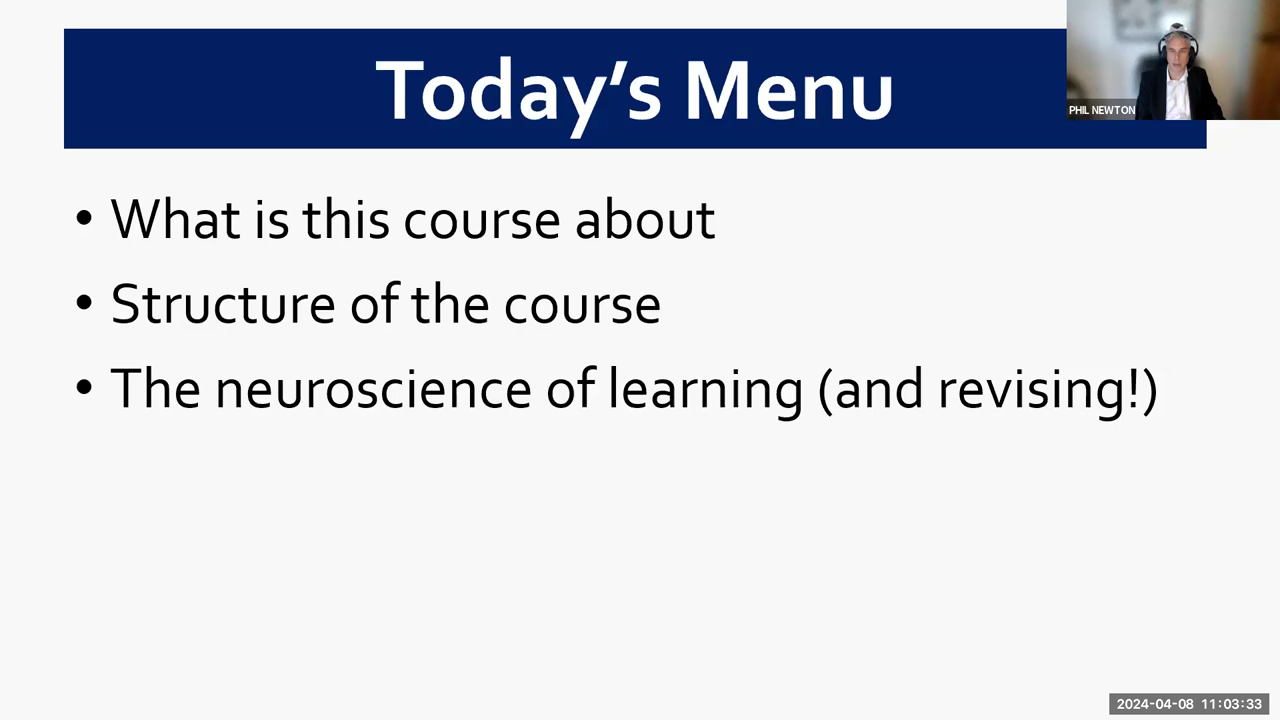 Today’s Menu
PHIL NEWTON
• What is this course about
• Structure of the course
• The neuroscience of learning (and revising!)
2024-04-08 11:03:33